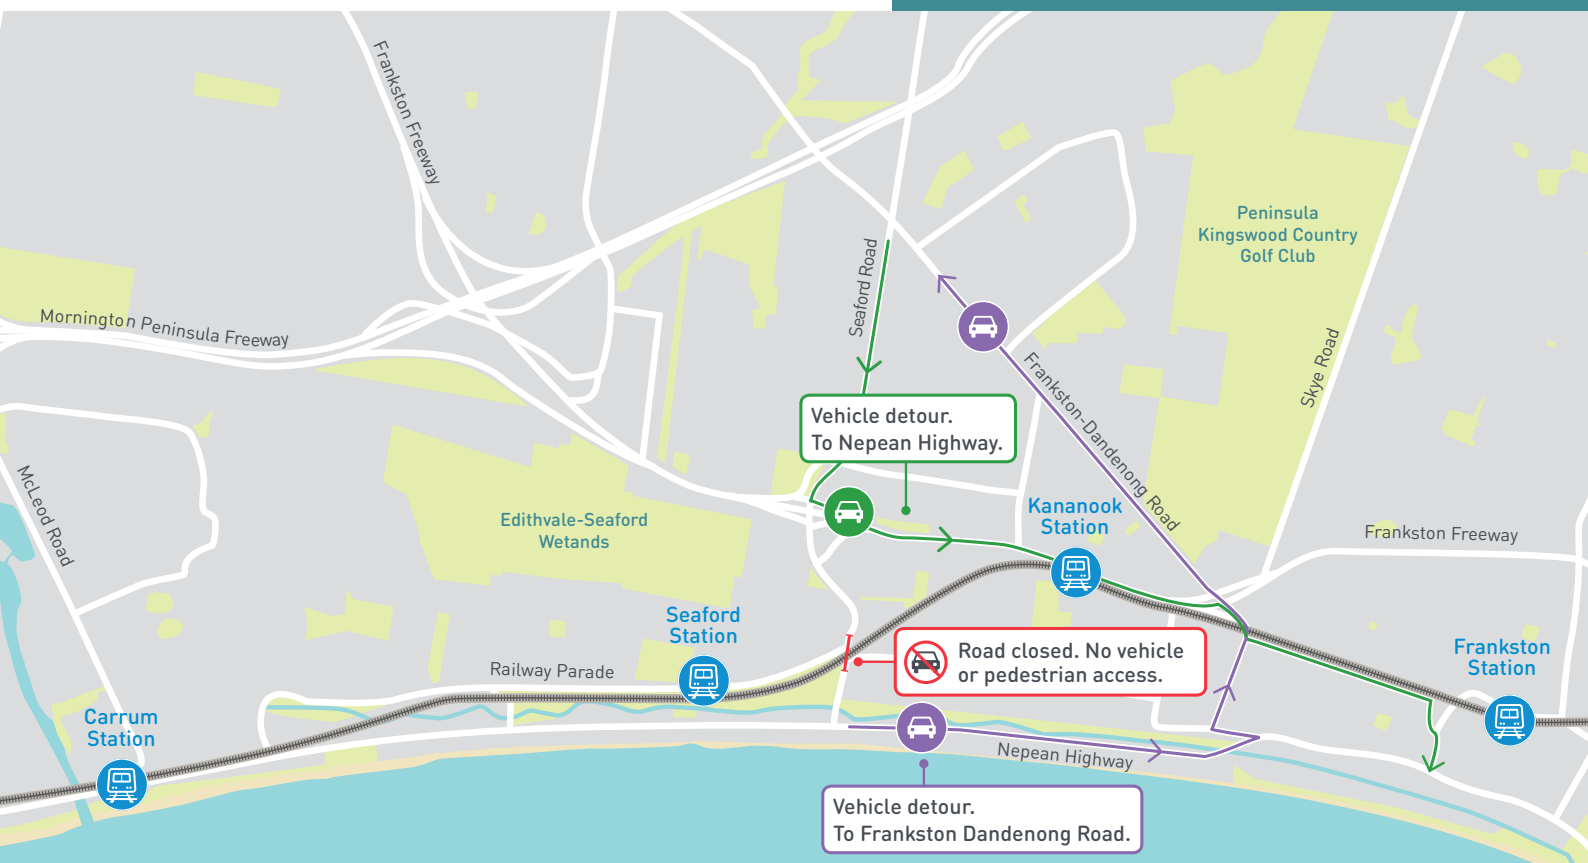 Frankston Freeway
Peninsula
Kingswood Country
Golf Club
Seaford Road
Mornington Peninsula Freeway
Skye Road
Frankston-Dandenong Road
Vehicle detour.
To Nepean Highway.
McLeod Road
Edithvale-Seaford
Wetands
Kananook
Station
Frankston Freeway
Seaford
Station
Railway Parade
Road closed. No vehicle
or pedestrian access.
Frankston
Station
Carrum
Station
Nepean Highway
Vehicle detour.
To Frankston Dandenong Road.